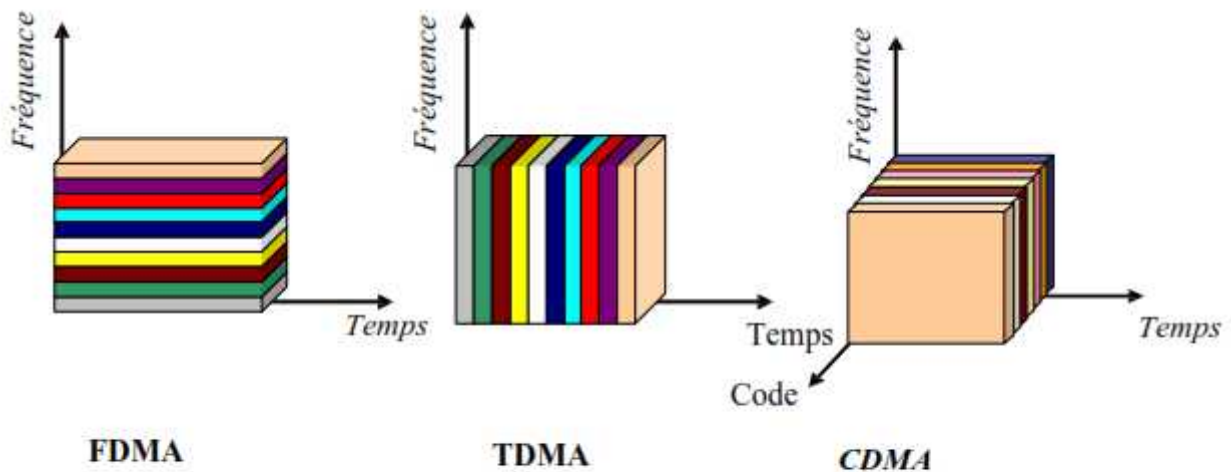 Fréquence
Temps
FDMA
Fréquence
Temps
TDMA
Fréquence
Temps
Code
CDMA